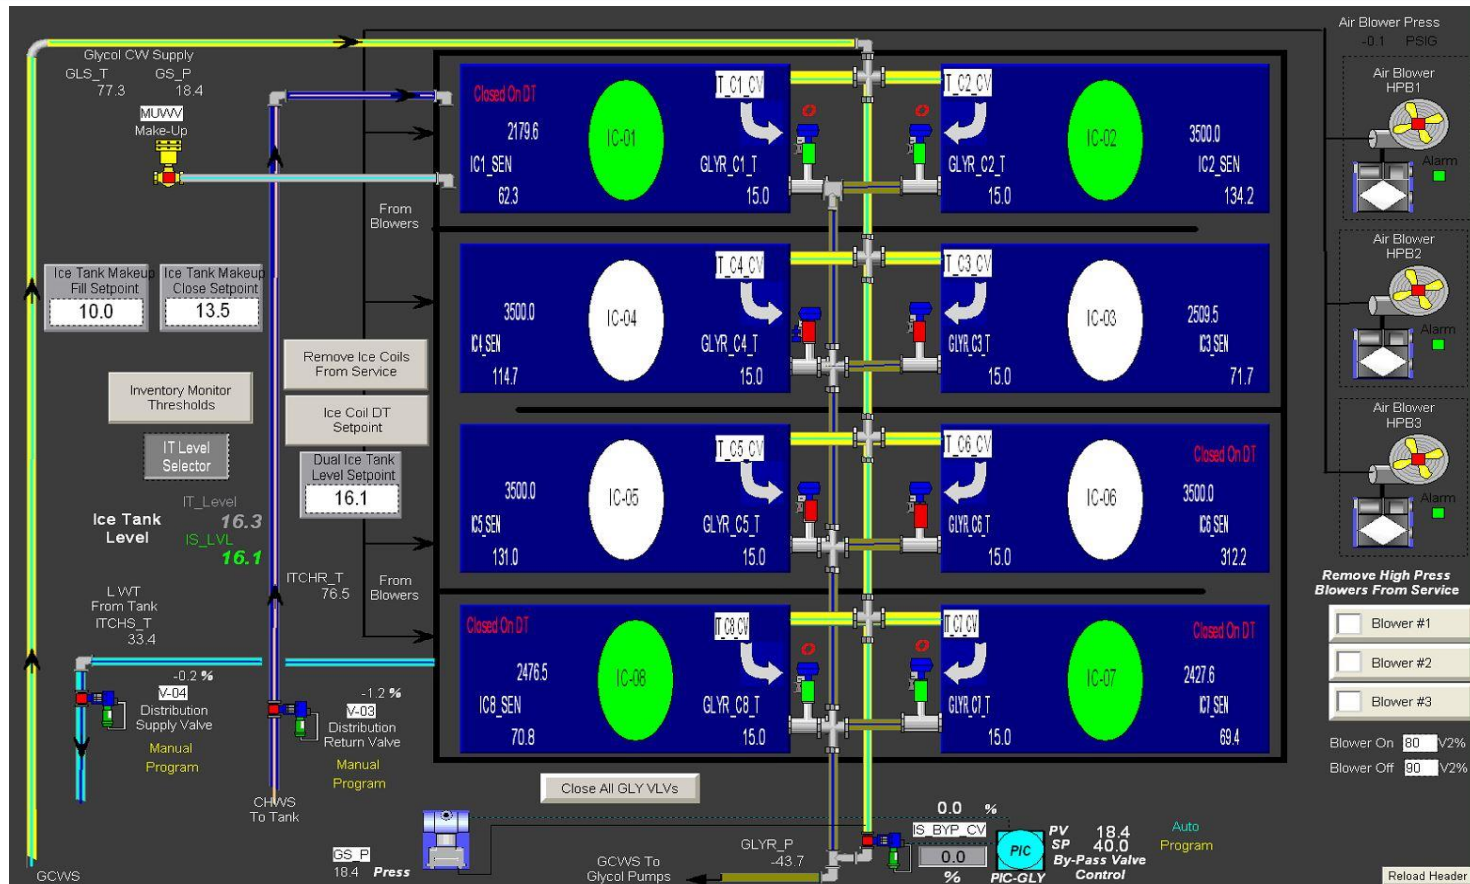 Air Blower Press
-0.1 PSIG
Glycol CW Supply
GLS_T GS_P
77.3 18.4
MUWV
Make-Up
Closed On DT
2179.6
IC1_SEN
62.3
IC-01
IT_C1_CV
GLYR_C1_T
15.0
IT_C2_CV
GLYR_C2_T
15.0
IC-02
3500.0
IC2_SEN
134.2
Air Blower
HPB1
Alarm
From
Blowers
Ice Tank Makeup
Fill Setpoint
10.0
Ice Tank Makeup
Close Setpoint
13.5
3500.0
IC4_SEN
114.7
IC-04
IT_C4_CV
GLYR_C4_T
15.0
IT_C3_CV
GLYR_C3_T
15.0
IC-03
2509.5
IC3_SEN
71.7
Air Blower
HPB2
Alarm
Remove Ice Coils
From Service
Inventory Monitor
Thresholds
Ice Coil DT
Setpoint
IT Level
Selector
Dual Ice Tank
Level Setpoint
16.1
IT_Level
16.3
Ice Tank
Level
IS_LVL
16.1
3500.0
IC5_SEN
131.0
IC-05
IT_C5_CV
GLYR_C5_T
15.0
IT_C6_CV
GLYR_C6_T
15.0
IC-06
Closed On DT
3500.0
IC6_SEN
312.2
Air Blower
HPB3
Alarm
LWT
From Tank
ITCHS_T
33.4
ITCHR_T
76.5
From
Blowers
Remove High Press
Blowers From Service
Blower #1
Blower #2
Blower #3
Blower On 80 V2%
Blower Off 90 V2%
Closed On DT
2476.5
IC8_SEN
70.8
IC-08
IT_C8_CV
GLYR_C8_T
15.0
IT_C7_CV
GLYR_C7_T
15.0
IC-07
Closed On DT
2427.6
IC7_SEN
69.4
-0.2 %
V-04
Distribution
Supply Valve
Manual
Program
-1.2 %
V-03
Distribution
Return Valve
Manual
Program
CHWS
To Tank
Close All GLY VLVs
GS_P
18.4 Press
GLYR_P
-43.7
GCWS To
Glycol Pumps
0.0 %
IS_BYP_CV
0.0
%
PIC
PIC-GLY
PV 18.4
SP 40.0
By-Pass Valve
Control
Auto
Program
GCWS
Reload Header